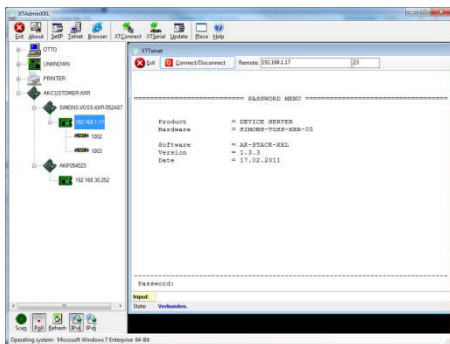 XTAdminXXL
Exit About SetIP Telnet Browser XTConnect XTSerial Update Place Help
OTTO
UNKNOWN
PRINTER
AKCUSTOMER-XXR
SIMONS-VOSS-XXR-052A87
192.168.1.17
1002
1003
AKIF054523
192.168.30.252
Scan Poll Refresh IPv4 IPv6
Operating system: Microsoft Windows 7 Enterprise 64-Bit
XTTelnet
Exit Connect/Disconnect Remote: 192.168.1.17 23
PASSWORD MENU
Product = DEVICE SERVER
Hardware = SIMONS-VOSS-XXR-05
Software = AK-STACK-XXL
Version = 1.3.3
Date = 17.02.2011
Password:
Input:
State Verbunden.